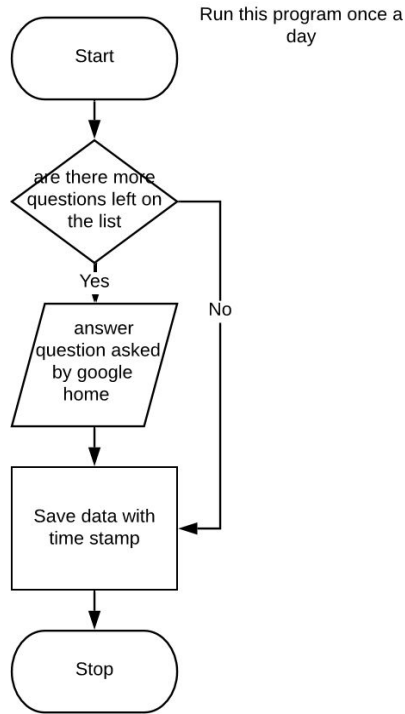 Run this program once a
day
Start
are there more
questions left on
the list
Yes
No
answer
question asked
by google
home
Save data with
time stamp
Stop